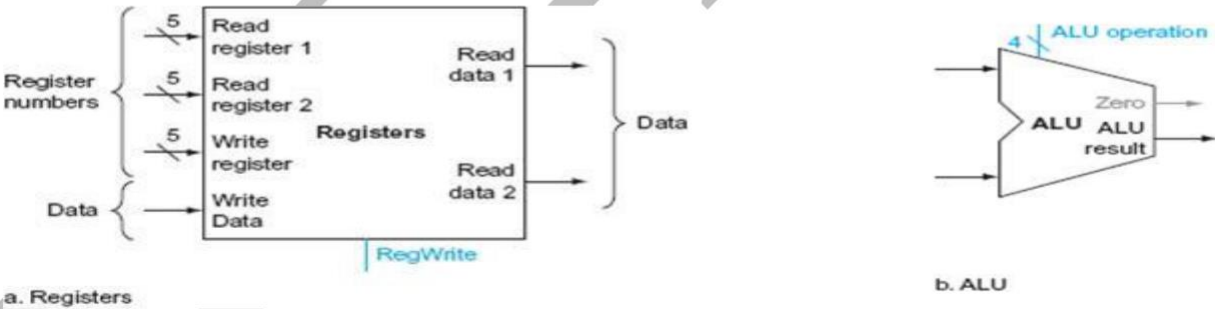 Register
numbers
Data
5
5
5
Read
register 1
Read
register 2
Write
register
Write
Data
Registers
Read
data 1
Read
data 2
Data
RegWrite
a. Registers
4
ALU operation
Zero
ALU
ALU
result
b. ALU